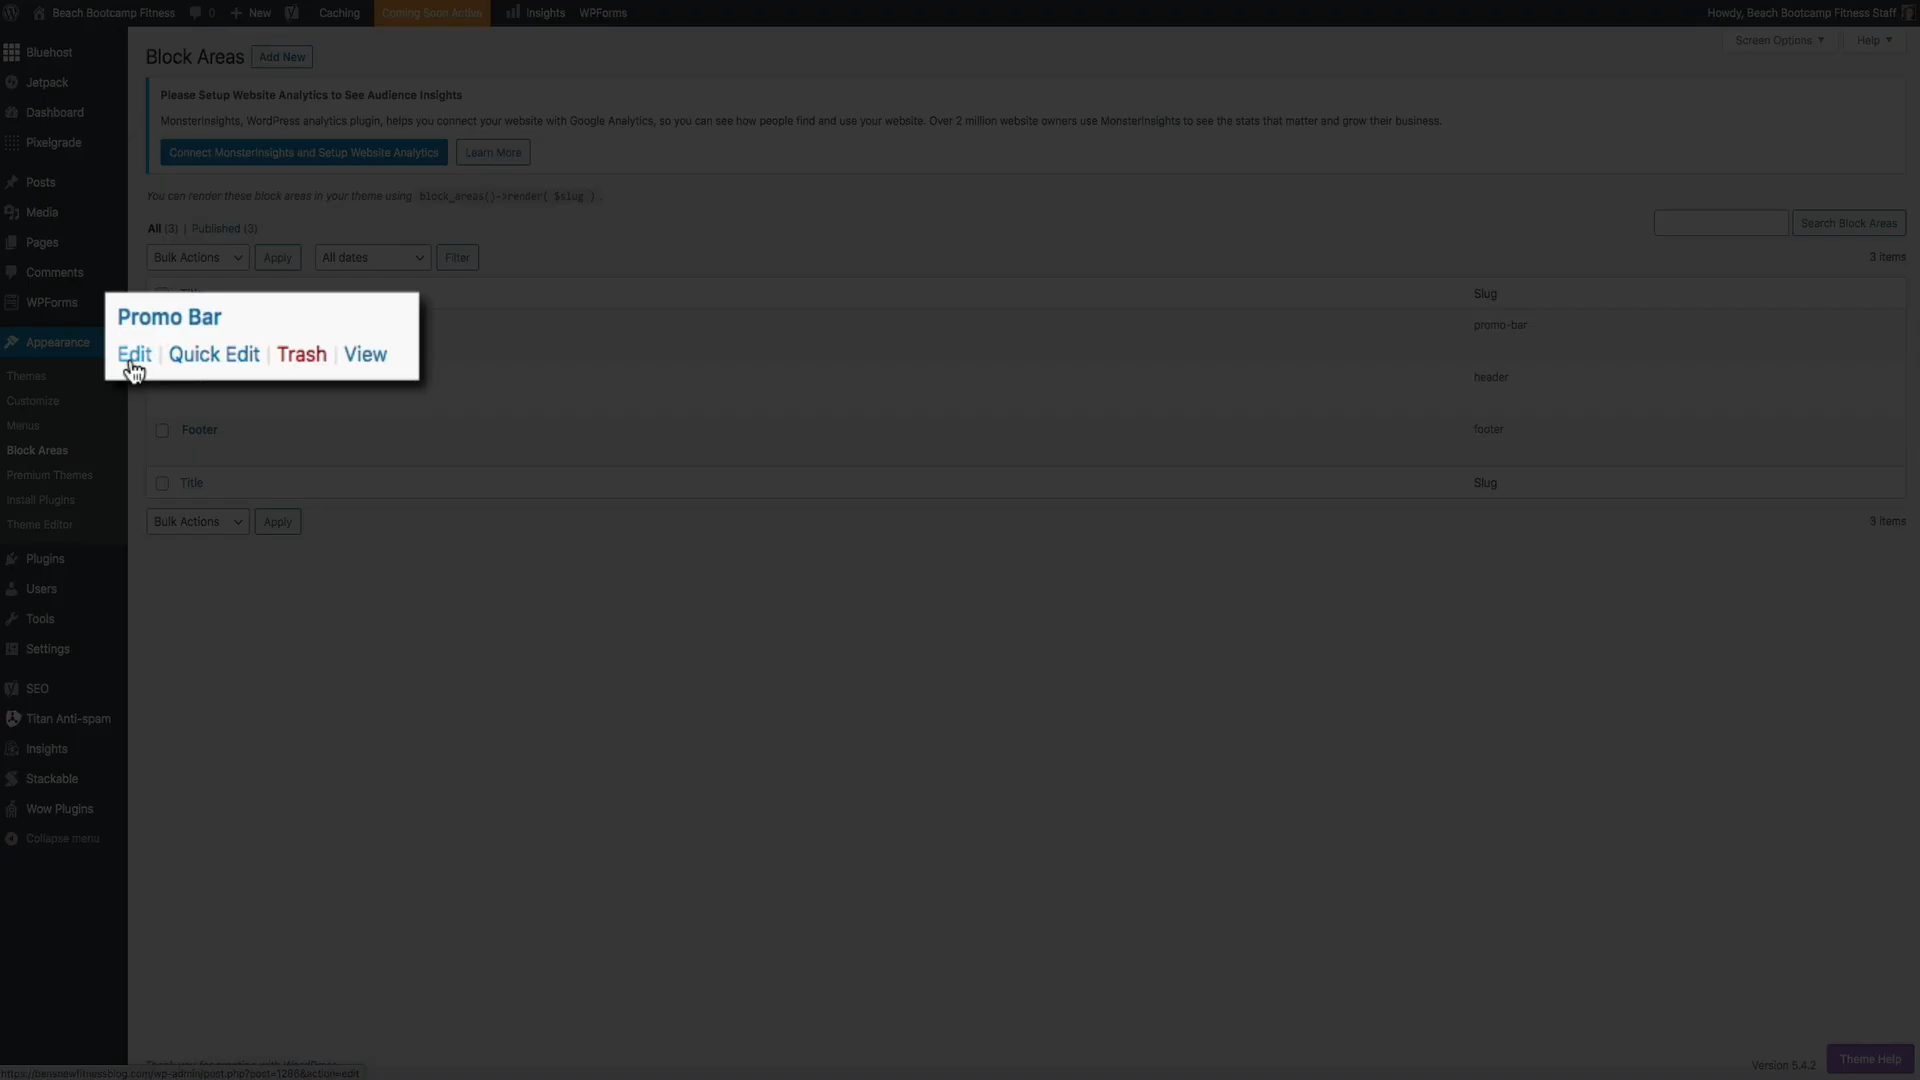 Beach Bootcamp Fitness 0 New Caching Coming Soon Active Insights WPForms Howdy, Beach Bootcamp Fitness Staff
Screen Options Help
Bluehost
Jetpack
Dashboard
Pixelgrade
Posts
Media
Pages
Comments
WPForms
Appearance
Themes
Customize
Menus
Block Areas
Premium Themes
Install Plugins
Theme Editor
Plugins
Users
Tools
Settings
SEO
Titan Anti-spam
Insights
Stackable
Wow Plugins
Collapse menu
Block Areas Add New
Please Setup Website Analytics to See Audience Insights
MonsterInsights, WordPress analytics plugin, helps you connect your website with Google Analytics, so you can see how people find and use your website. Over 2 million website owners use MonsterInsights to see the stats that matter and grow their business.
Connect MonsterInsights and Setup Website Analytics Learn More
You can render these block areas in your theme using block_areas()->render( $slug ) .
All (3) | Published (3)
Search Block Areas
Bulk Actions Apply All dates Filter 3 items
Title Slug
Promo Bar promo-bar
Edit | Quick Edit | Trash | View
header
Footer footer
Title Slug
Bulk Actions Apply 3 items
Version 5.4.2
Theme Help